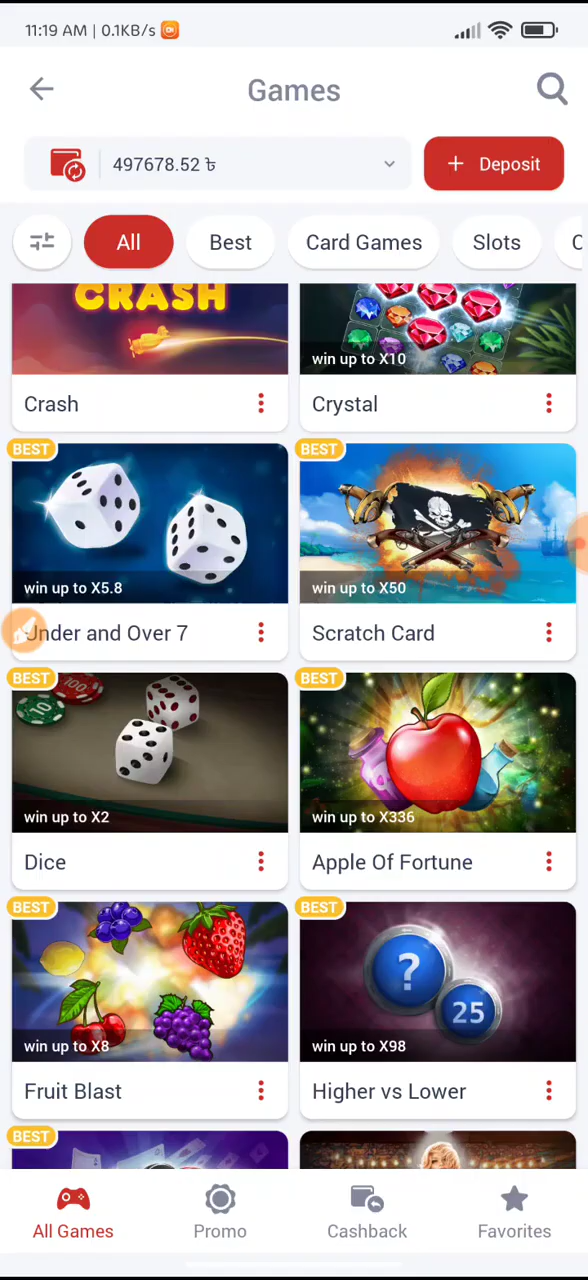 11:19 AM | 0.1KB/s
Games
497678.52 ৳
+ Deposit
All
Best
Card Games
Slots
CRASH
win up to X10
Crash
Crystal
BEST
BEST
win up to X5.8
win up to X50
Under and Over 7
Scratch Card
BEST
BEST
100
10
win up to X2
win up to X336
Dice
Apple Of Fortune
BEST
BEST
?
25
win up to X8
win up to X98
Fruit Blast
Higher vs Lower
BEST
All Games
Promo
Cashback
Favorites